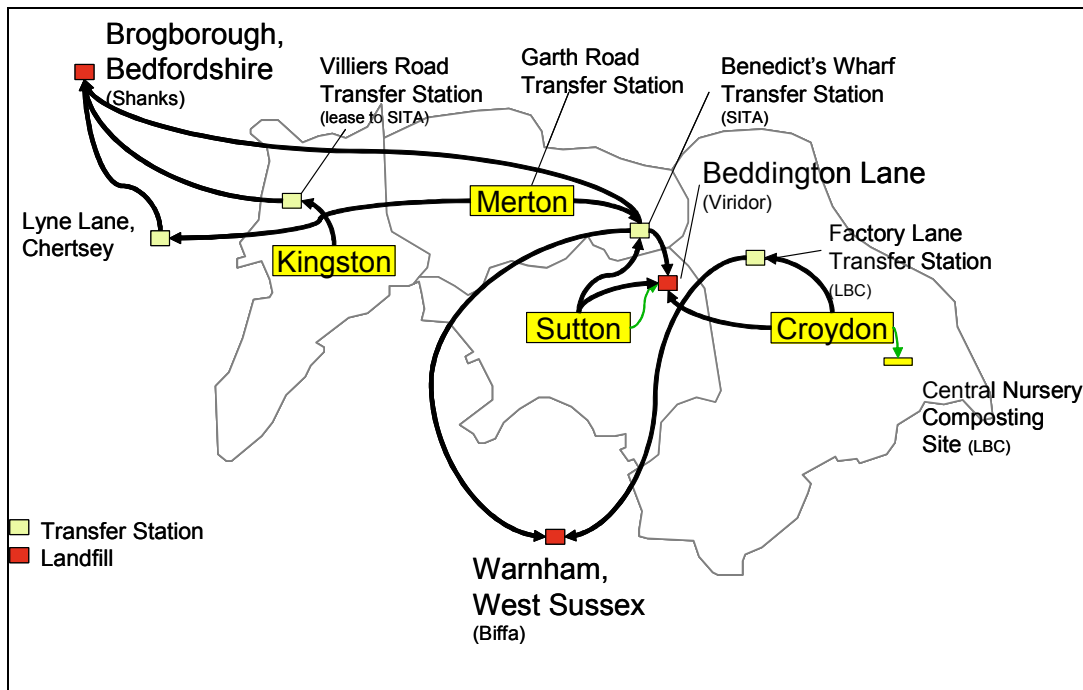 Brogborough,
Bedfordshire
(Shanks)
Villiers Road
Transfer Station
(lease to SITA)
Garth Road
Transfer Station
Benedict's Wharf
Transfer Station
(SITA)
Beddington Lane
(Viridor)
Merton
Lyne Lane,
Chertsey
Kingston
Factory Lane
Transfer Station
(LBC)
Sutton
Croydon
Central Nursery
Composting
Site (LBC)
Transfer Station
Landfill
Warnham,
West Sussex
(Biffa)